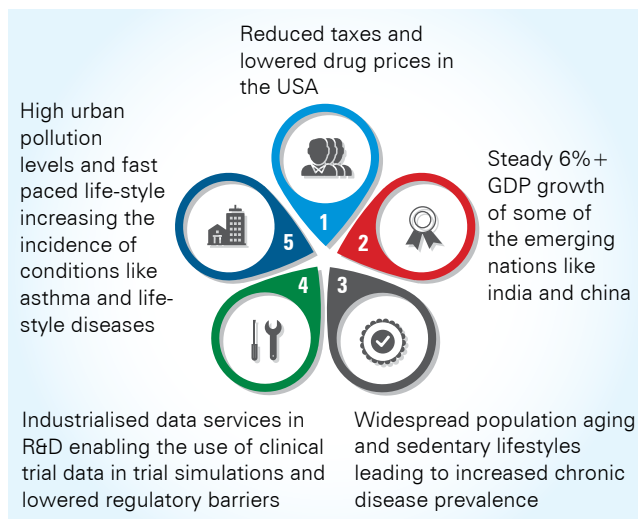 Reduced taxes and
lowered drug prices in
the USA
1
Steady 6%+
GDP growth
of some of
the emerging
nations like
india and china
2
Widespread population aging
and sedentary lifestyles
leading to increased chronic
disease prevalence
3
Industrialised data services in
R&D enabling the use of clinical
trial data in trial simulations and
lowered regulatory barriers
4
High urban
pollution
levels and fast
paced life-style
increasing the
incidence of
conditions like
asthma and life-
style diseases
5